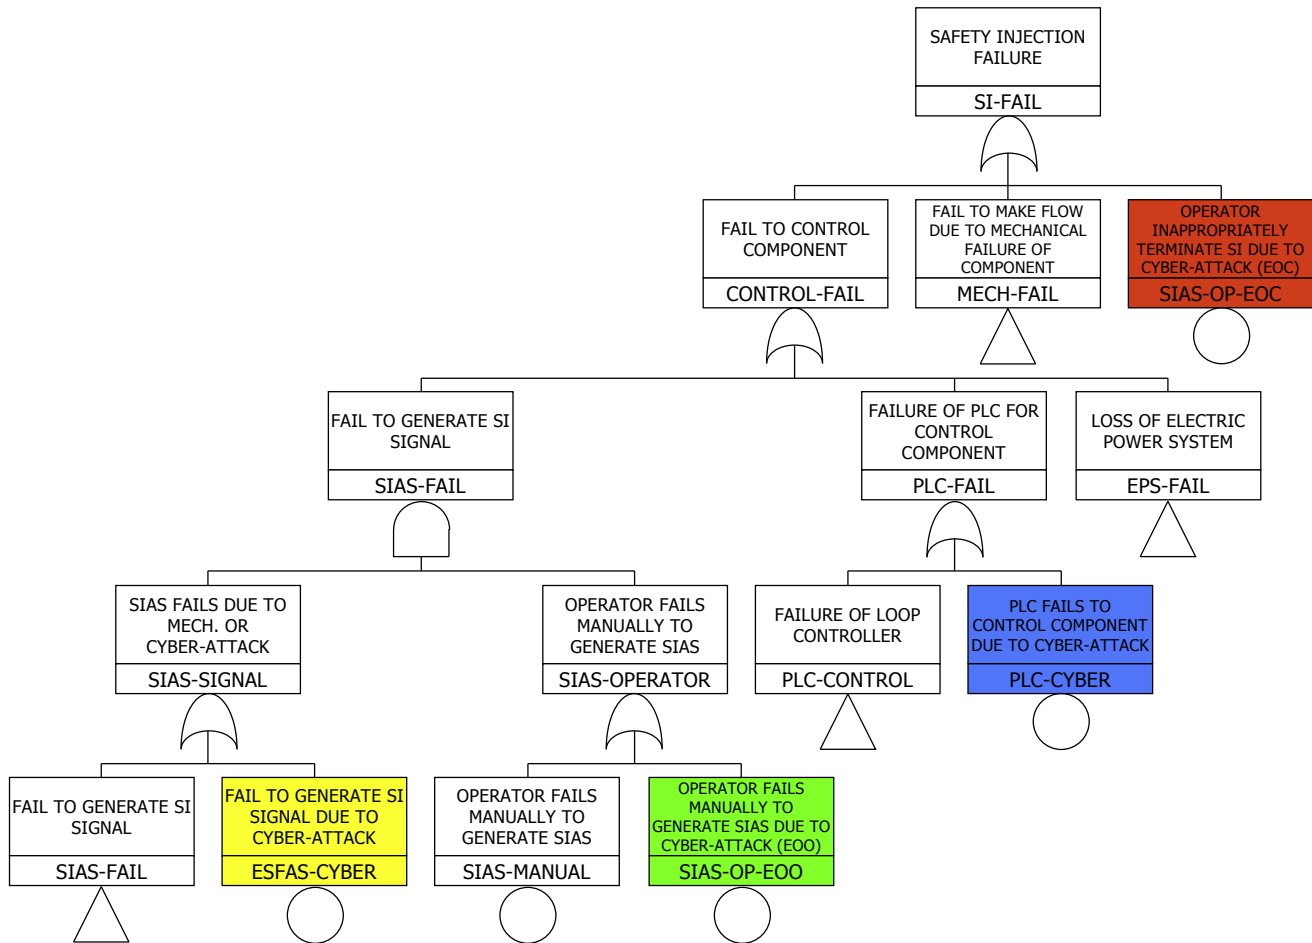 SAFETY INJECTION
FAILURE
SI-FAIL
FAIL TO CONTROL
COMPONENT
CONTROL-FAIL
FAIL TO MAKE FLOW
DUE TO MECHANICAL
FAILURE OF
COMPONENT
MECH-FAIL
OPERATOR
INAPPROPRIATELY
TERMINATE SI DUE TO
CYBER-ATTACK (EOC)
SIAS-OP-EOC
FAIL TO GENERATE SI
SIGNAL
SIAS-FAIL
FAILURE OF PLC FOR
CONTROL
COMPONENT
PLC-FAIL
LOSS OF ELECTRIC
POWER SYSTEM
EPS-FAIL
SIAS FAILS DUE TO
MECH. OR
CYBER-ATTACK
SIAS-SIGNAL
OPERATOR FAILS
MANUALLY TO
GENERATE SIAS
SIAS-OPERATOR
FAILURE OF LOOP
CONTROLLER
PLC-CONTROL
PLC FAILS TO
CONTROL COMPONENT
DUE TO CYBER-ATTACK
PLC-CYBER
FAIL TO GENERATE SI
SIGNAL
SIAS-FAIL
FAIL TO GENERATE SI
SIGNAL DUE TO
CYBER-ATTACK
ESFAS-CYBER
OPERATOR FAILS
MANUALLY TO
GENERATE SIAS
SIAS-MANUAL
OPERATOR FAILS
MANUALLY TO
GENERATE SIAS DUE TO
CYBER-ATTACK (EOO)
SIAS-OP-EOO